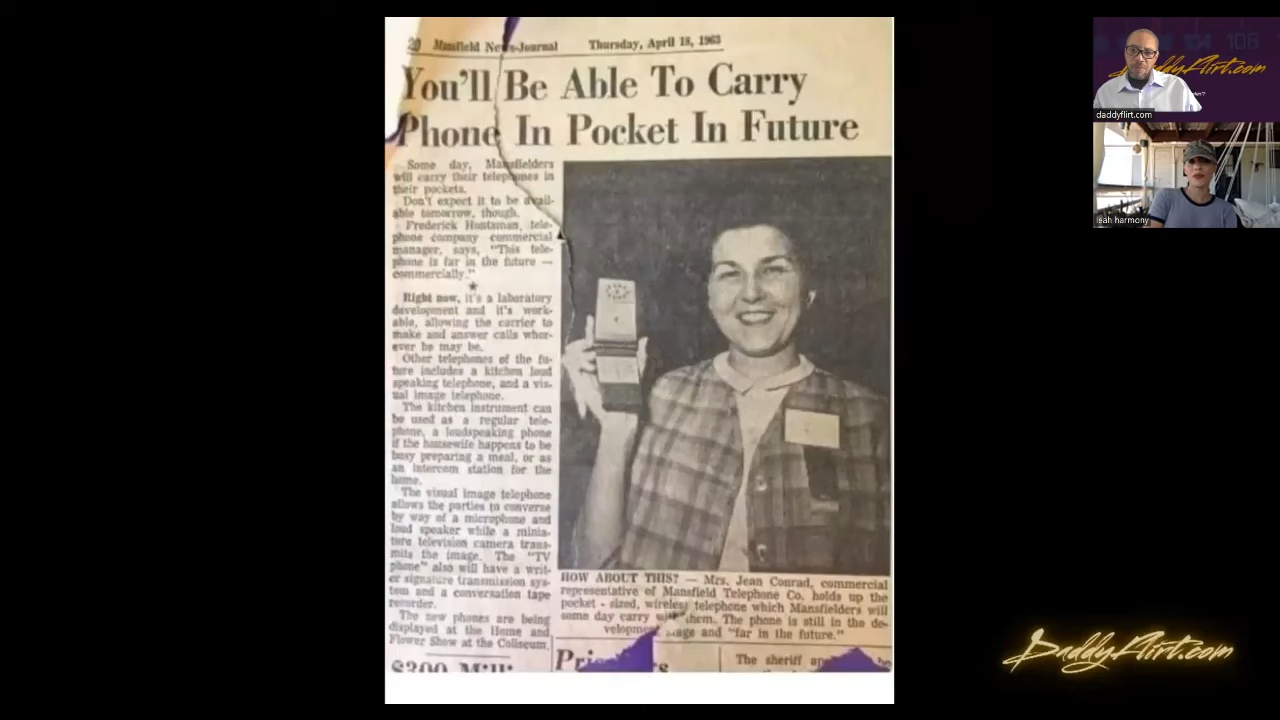 20 Mansfield News-Journal Thursday, April 18, 1963
You'll Be Able To Carry
Phone In Pocket In Future
Some day, Mansfielders
will carry their telephones in
their pockets.
Don't expect it to be avail-
able tomorrow, though.
Frederick Huntsman, tele-
phone company commercial
manager, says, "This tele-
phone is far in the future —
commercially."
Right now, it's a laboratory
development and it's work-
able, allowing the carrier to
make and answer calls wher-
ever he may be.
Other telephones of the fu-
ture includes a kitchen loud
speaking telephone, and a vis-
ual image telephone.
The kitchen instrument can
be used as a regular tele-
phone, a loudspeaking phone
if the housewife happens to be
busy preparing a meal, or as
an intercom station for the
home.
The visual image telephone
allows the parties to converse
by way of a microphone and
loud speaker while a minia-
ture television camera trans-
mits the image. The "TV
phone" also will have a writ-
er signature transmission sys-
tem and a conversation tape
recorder.
The new phones are being
displayed at the Home and
Flower Show at the Coliseum.
HOW ABOUT THIS? — Mrs. Jean Conrad, commercial
representative of Mansfield Telephone Co. holds up the
pocket - sized, wireless telephone which Mansfielders will
some day carry with them. The phone is still in the de-
velopment stage and "far in the future."
$300
The sheriff
104 106
DaddyFlirt.com
daddyflirt.com
leah harmony
DaddyFlirt.com